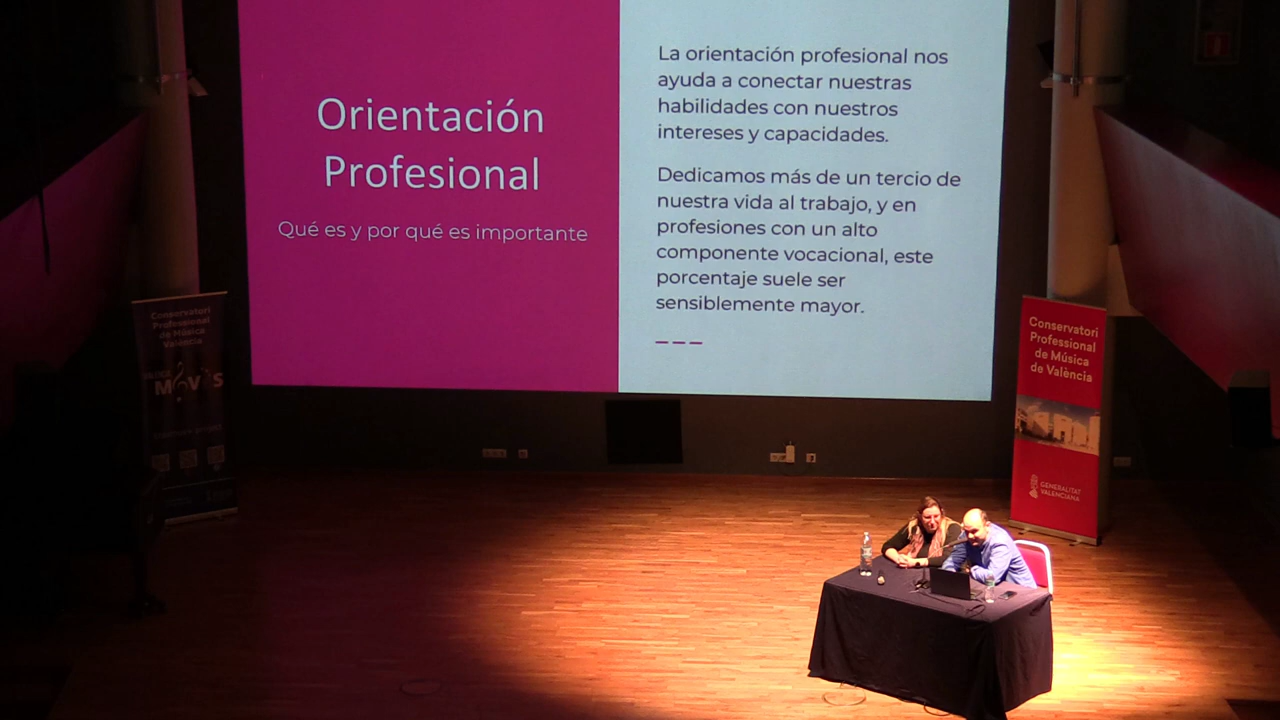 Orientación
Profesional
Qué es y por qué es importante
La orientación profesional nos
ayuda a conectar nuestras
habilidades con nuestros
intereses y capacidades.
Dedicamos más de un tercio de
nuestra vida al trabajo, y en
profesiones con un alto
componente vocacional, este
porcentaje suele ser
sensiblemente mayor.
Conservatori
Professional
de Música
València
Conservatori
Professional
de Música
de València
GENERALITAT
VALENCIANA